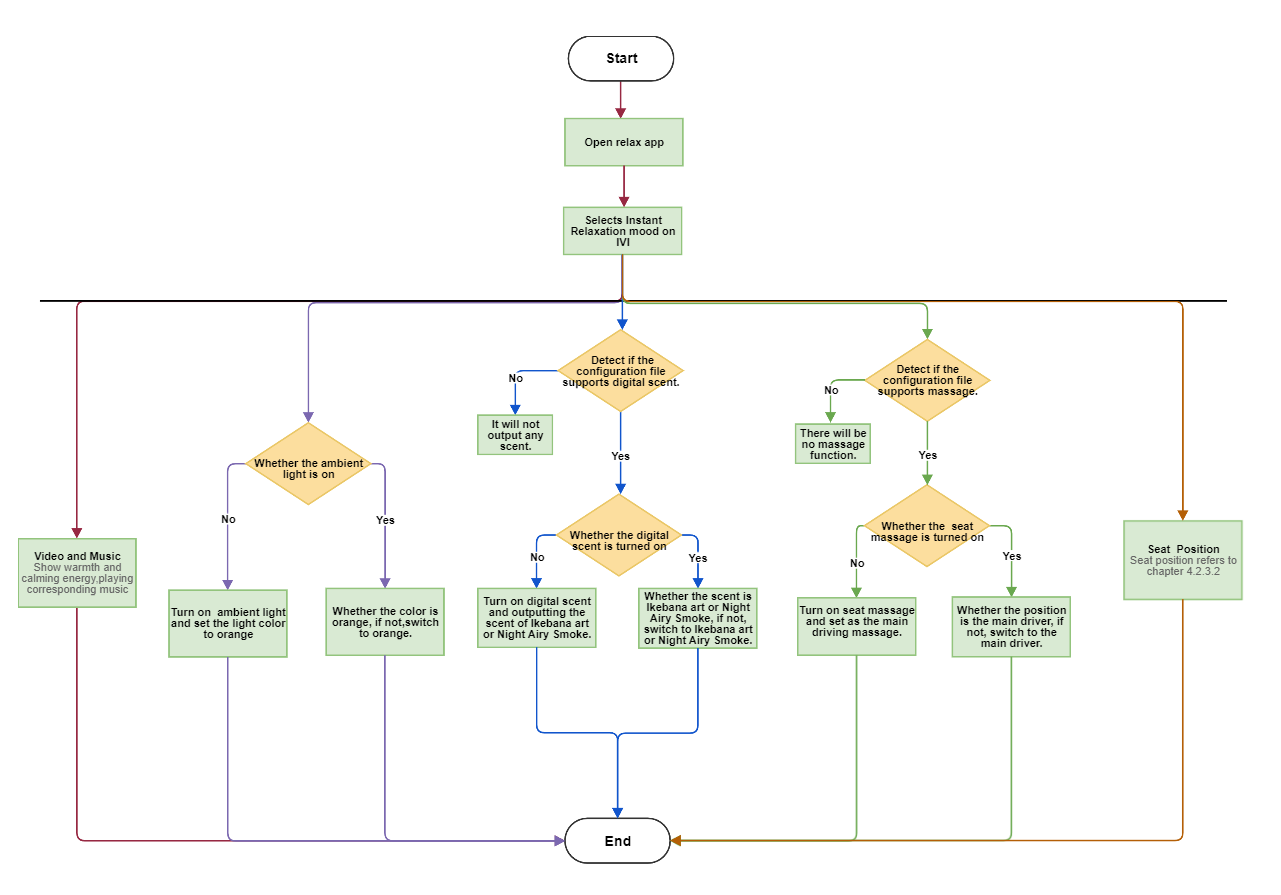 Start
Open relax app
Selects Instant
Relaxation mood on
IVI
Detect if the
configuration file
supports digital scent.
Detect if the
configuration file
supports massage.
No
No
It will not
output any
scent.
There will be
no massage
function.
Yes
Yes
Whether the ambient
light is on
No
Yes
Whether the digital
scent is turned on
Whether the  seat
massage is turned on
No
Yes
No
Yes
Video and Music
Show warmth and
calming energy,playing
corresponding music
Turn on  ambient light
and set the light color
to orange
Whether the color is
orange, if not,switch
to orange.
Turn on digital scent
and outputting the
scent of Ikebana art
or Night Airy Smoke.
Whether the scent is
Ikebana art or Night
Airy Smoke, if not,
switch to Ikebana art
or Night Airy Smoke.
Turn on seat massage
and set as the main
driving massage.
Whether the position
is the main driver, if
not, switch to the
main driver.
Seat  Position
Seat position refers to
chapter 4.2.3.2
End